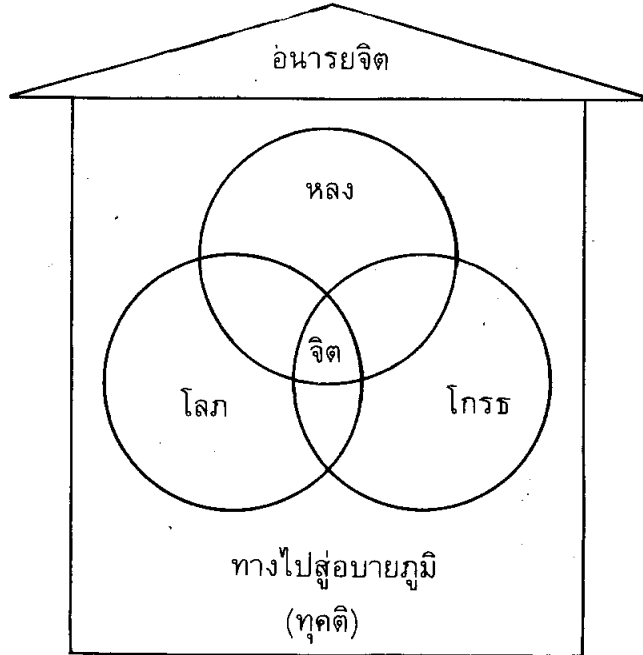 อนารยจิต
หลง
จิต
โลภ
โกรธ
ทางไปสู่อบายภูมิ
(ทุคติ)